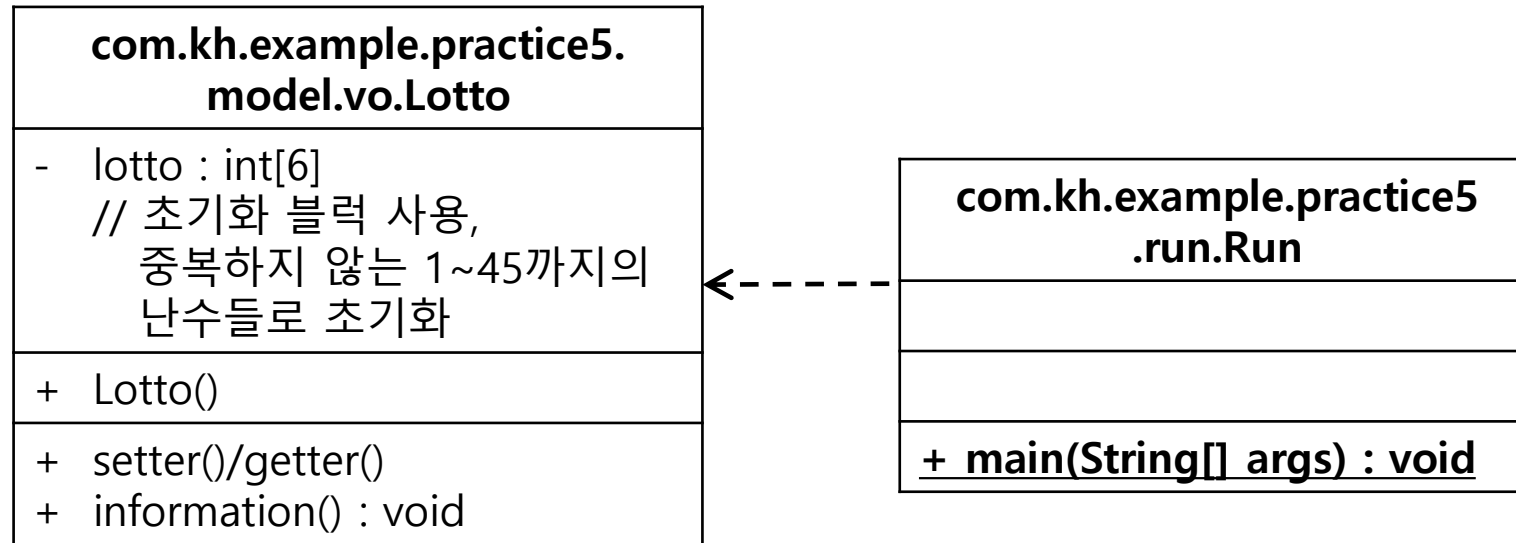 com.kh.example.practice5.
model.vo.Lotto
- lotto : int[6]
// 초기화 블럭 사용,
중복하지 않는 1~45까지의
난수들로 초기화
+ Lotto()
+ setter()/getter()
+ information() : void
com.kh.example.practice5
.run.Run
+ main(String[] args) : void